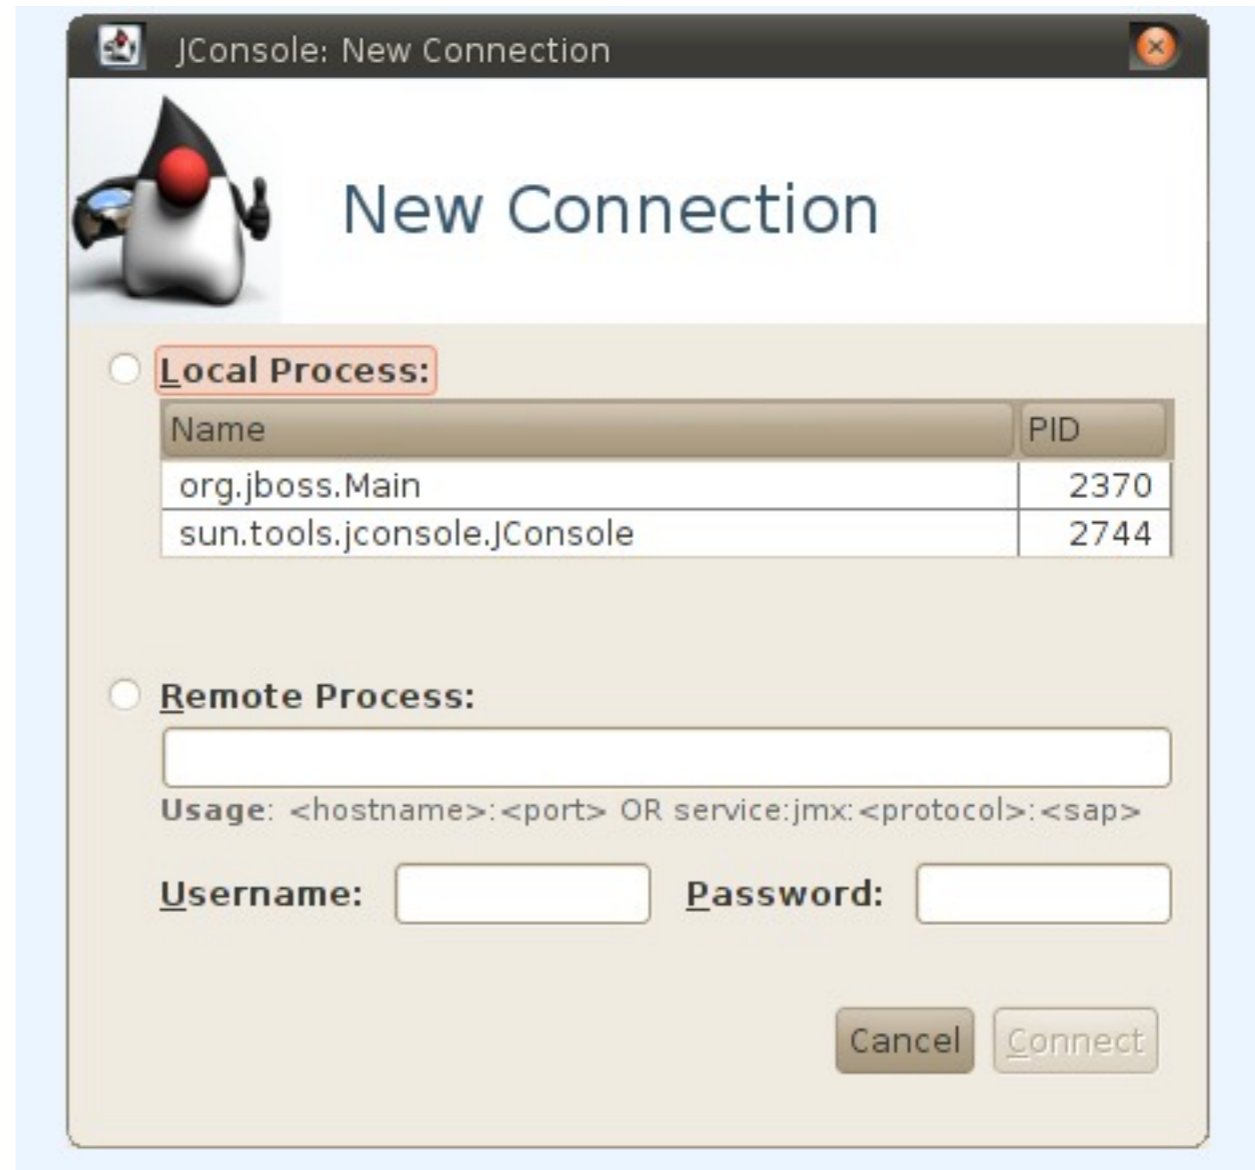 JConsole: New Connection
New Connection
Local Process:
Name PID
org.jboss.Main 2370
sun.tools.jconsole.JConsole 2744
Remote Process:
Usage: <hostname>:<port> OR service:jmx:<protocol>:<sap>
Username: Password:
Cancel Connect